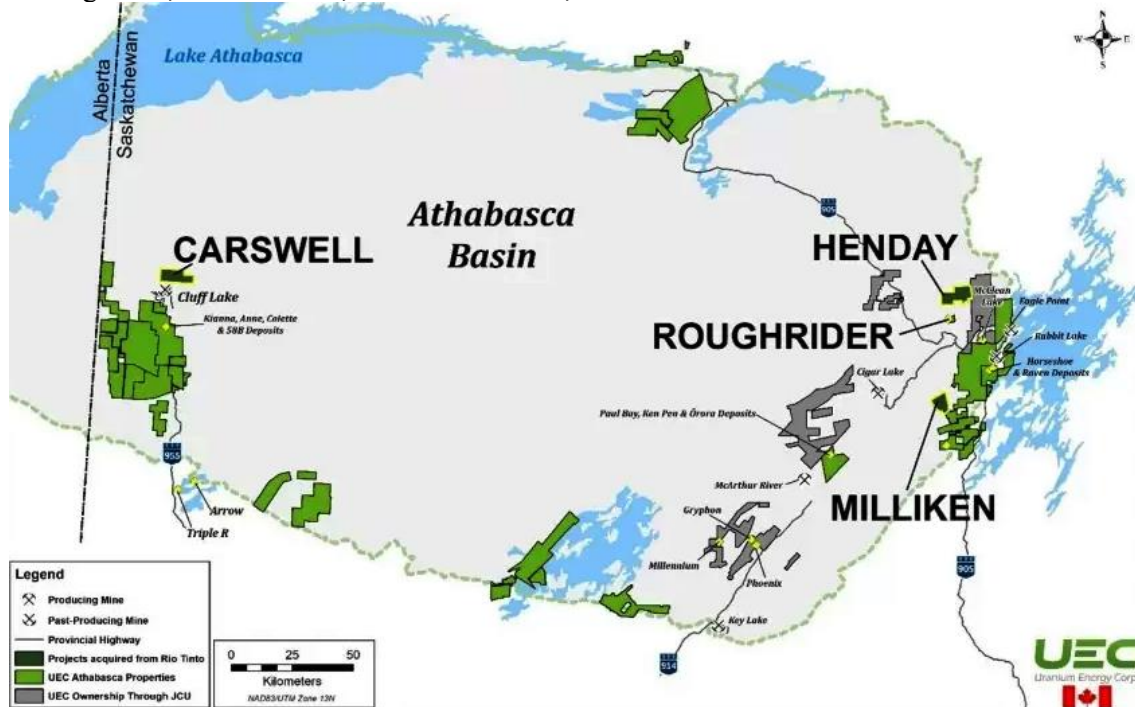 Lake Athabasca
Alberta
Saskatchewan
N
W
E
S
Athabasca
Basin
CARSWELL
Cluff Lake
Kianna, Anne, Colette
& 58B Deposits
905
HENDAY
McClean
Lake
Eagle Point
ROUGHRIDER
Rabbit Lake
Horseshoe
& Raven Deposits
Cigar Lake
Paul Bay, Ken Pen & Õrora Deposits
McArthur River
MILLIKEN
955
Arrow
Triple R
Gryphon
Millennium
Phoenix
905
Key Lake
914
Legend
Producing Mine
Past-Producing Mine
Provincial Highway
Projects acquired from Rio Tinto
UEC Athabasca Properties
UEC Ownership Through JCU
0 25 50
Kilometers
NAD83/UTM Zone 13N
UEC
Uranium Energy Corp